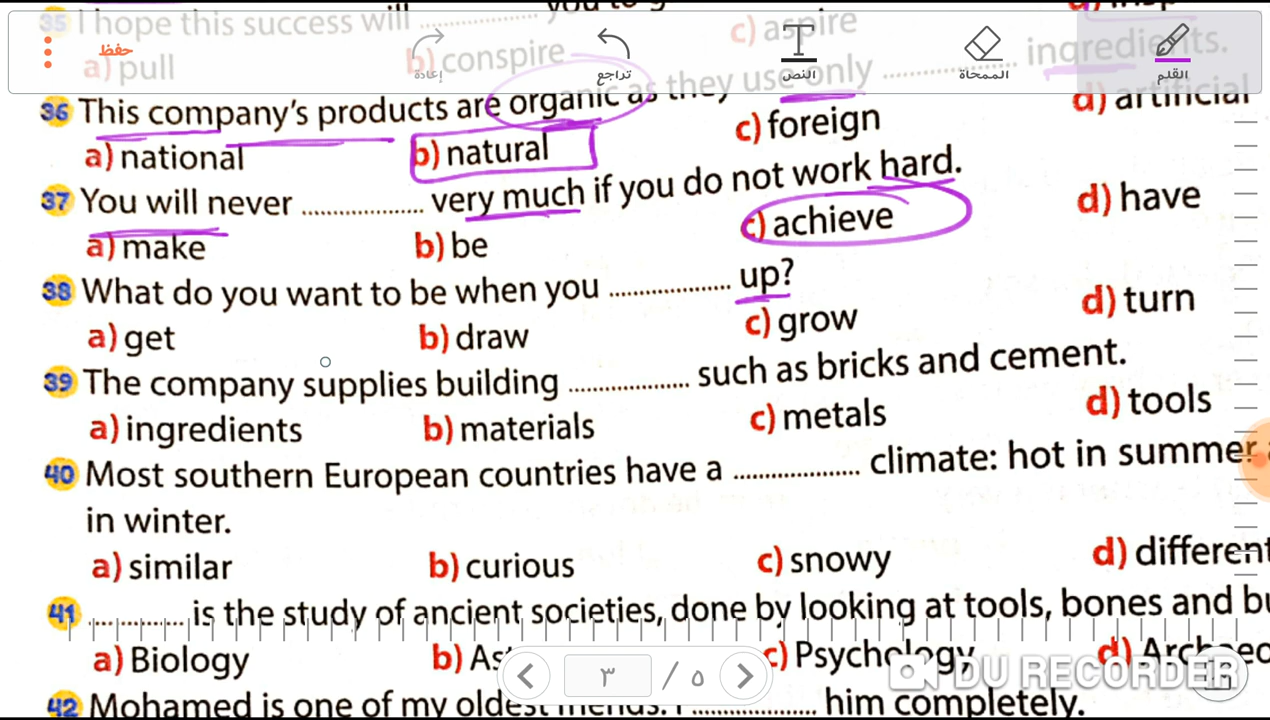 35 I hope this success will ............ you to
a) pull b) conspire c) aspire
حفظ إعادة تراجع النص الممحاة القلم
36 This company's products are organic as they use only ............ ingredients.
a) national b) natural c) foreign d) artificial
37 You will never ............ very much if you do not work hard.
a) make b) be c) achieve d) have
38 What do you want to be when you ............ up?
a) get b) draw c) grow d) turn
39 The company supplies building ............ such as bricks and cement.
a) ingredients b) materials c) metals d) tools
40 Most southern European countries have a ............ climate: hot in summer
in winter.
a) similar b) curious c) snowy d) different
41 ............ is the study of ancient societies, done by looking at tools, bones and
a) Biology c) Psychology d)
٣ / ٥
DU RECORDER
42 Mohamed is one of my oldest friends. I ............ him completely.